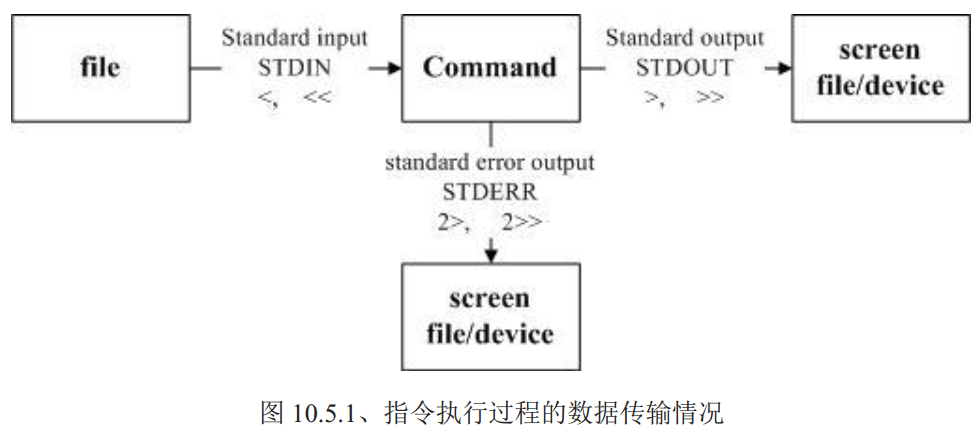 file
Standard input
STDIN
<, <<
Command
Standard output
STDOUT
>, >>
screen
file/device
standard error output
STDERR
2>, 2>>
screen
file/device
图 10.5.1、指令执行过程的数据传输情况